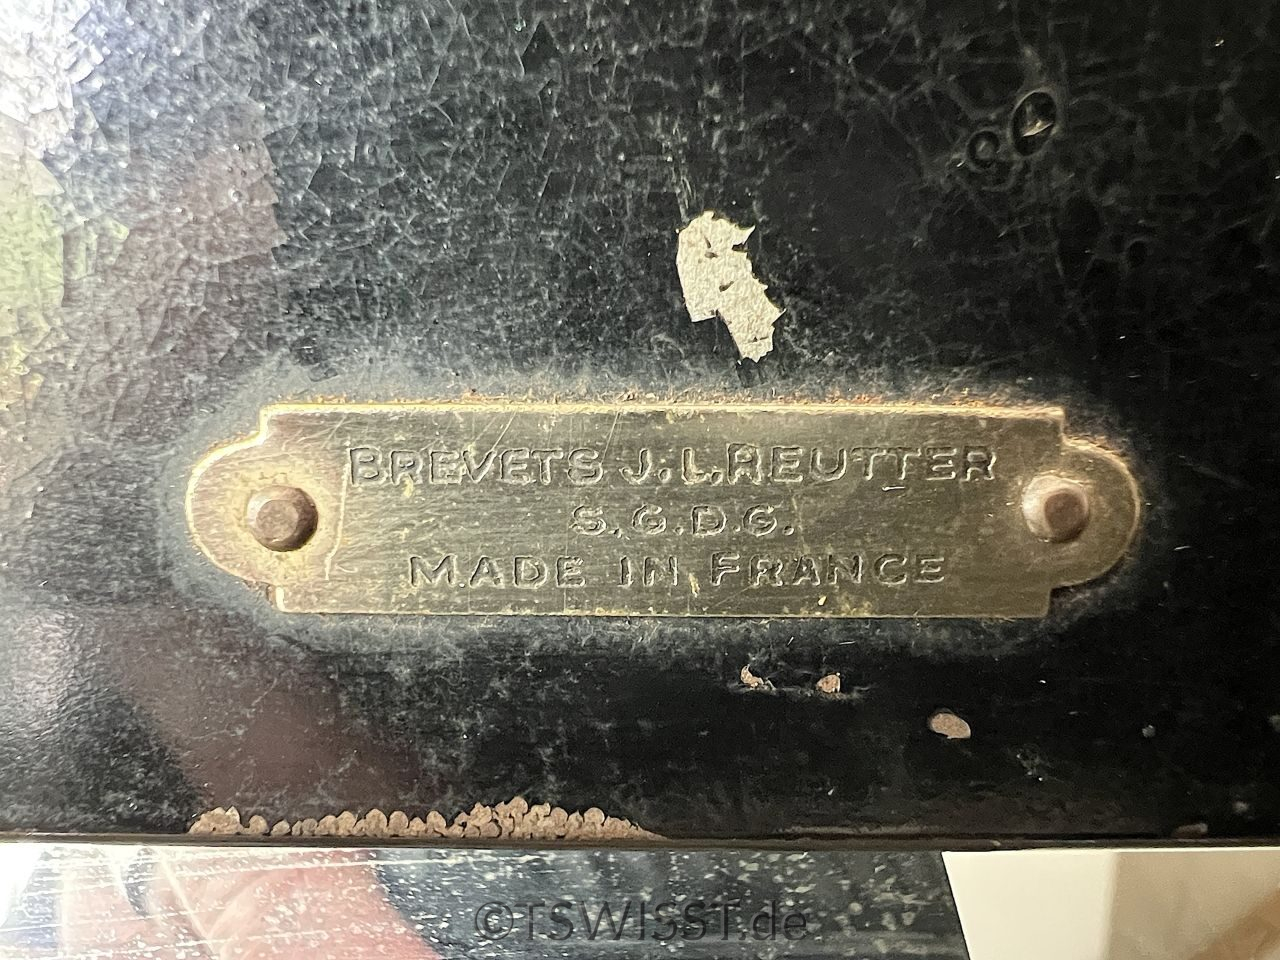 BREVETS J. L. REUTTER
S.G.D.G.
MADE IN FRANCE
©TSWISST.de